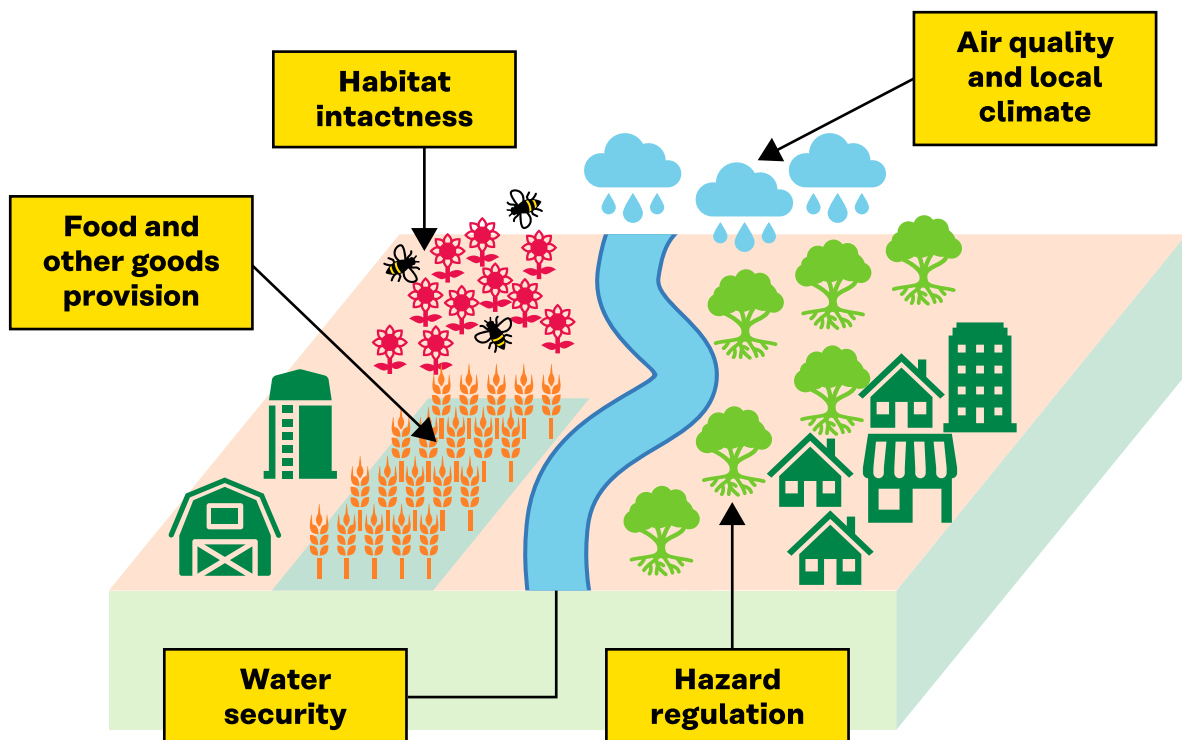 Air quality
and local
climate
Habitat
intactness
Food and
other goods
provision
Water
security
Hazard
regulation